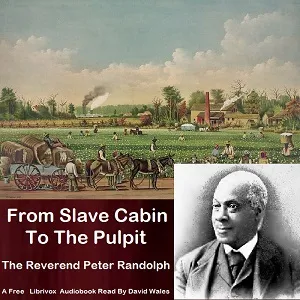 From Slave Cabin
To The Pulpit
The Reverend Peter Randolph
A Free Librivox Audiobook Read By David Wales